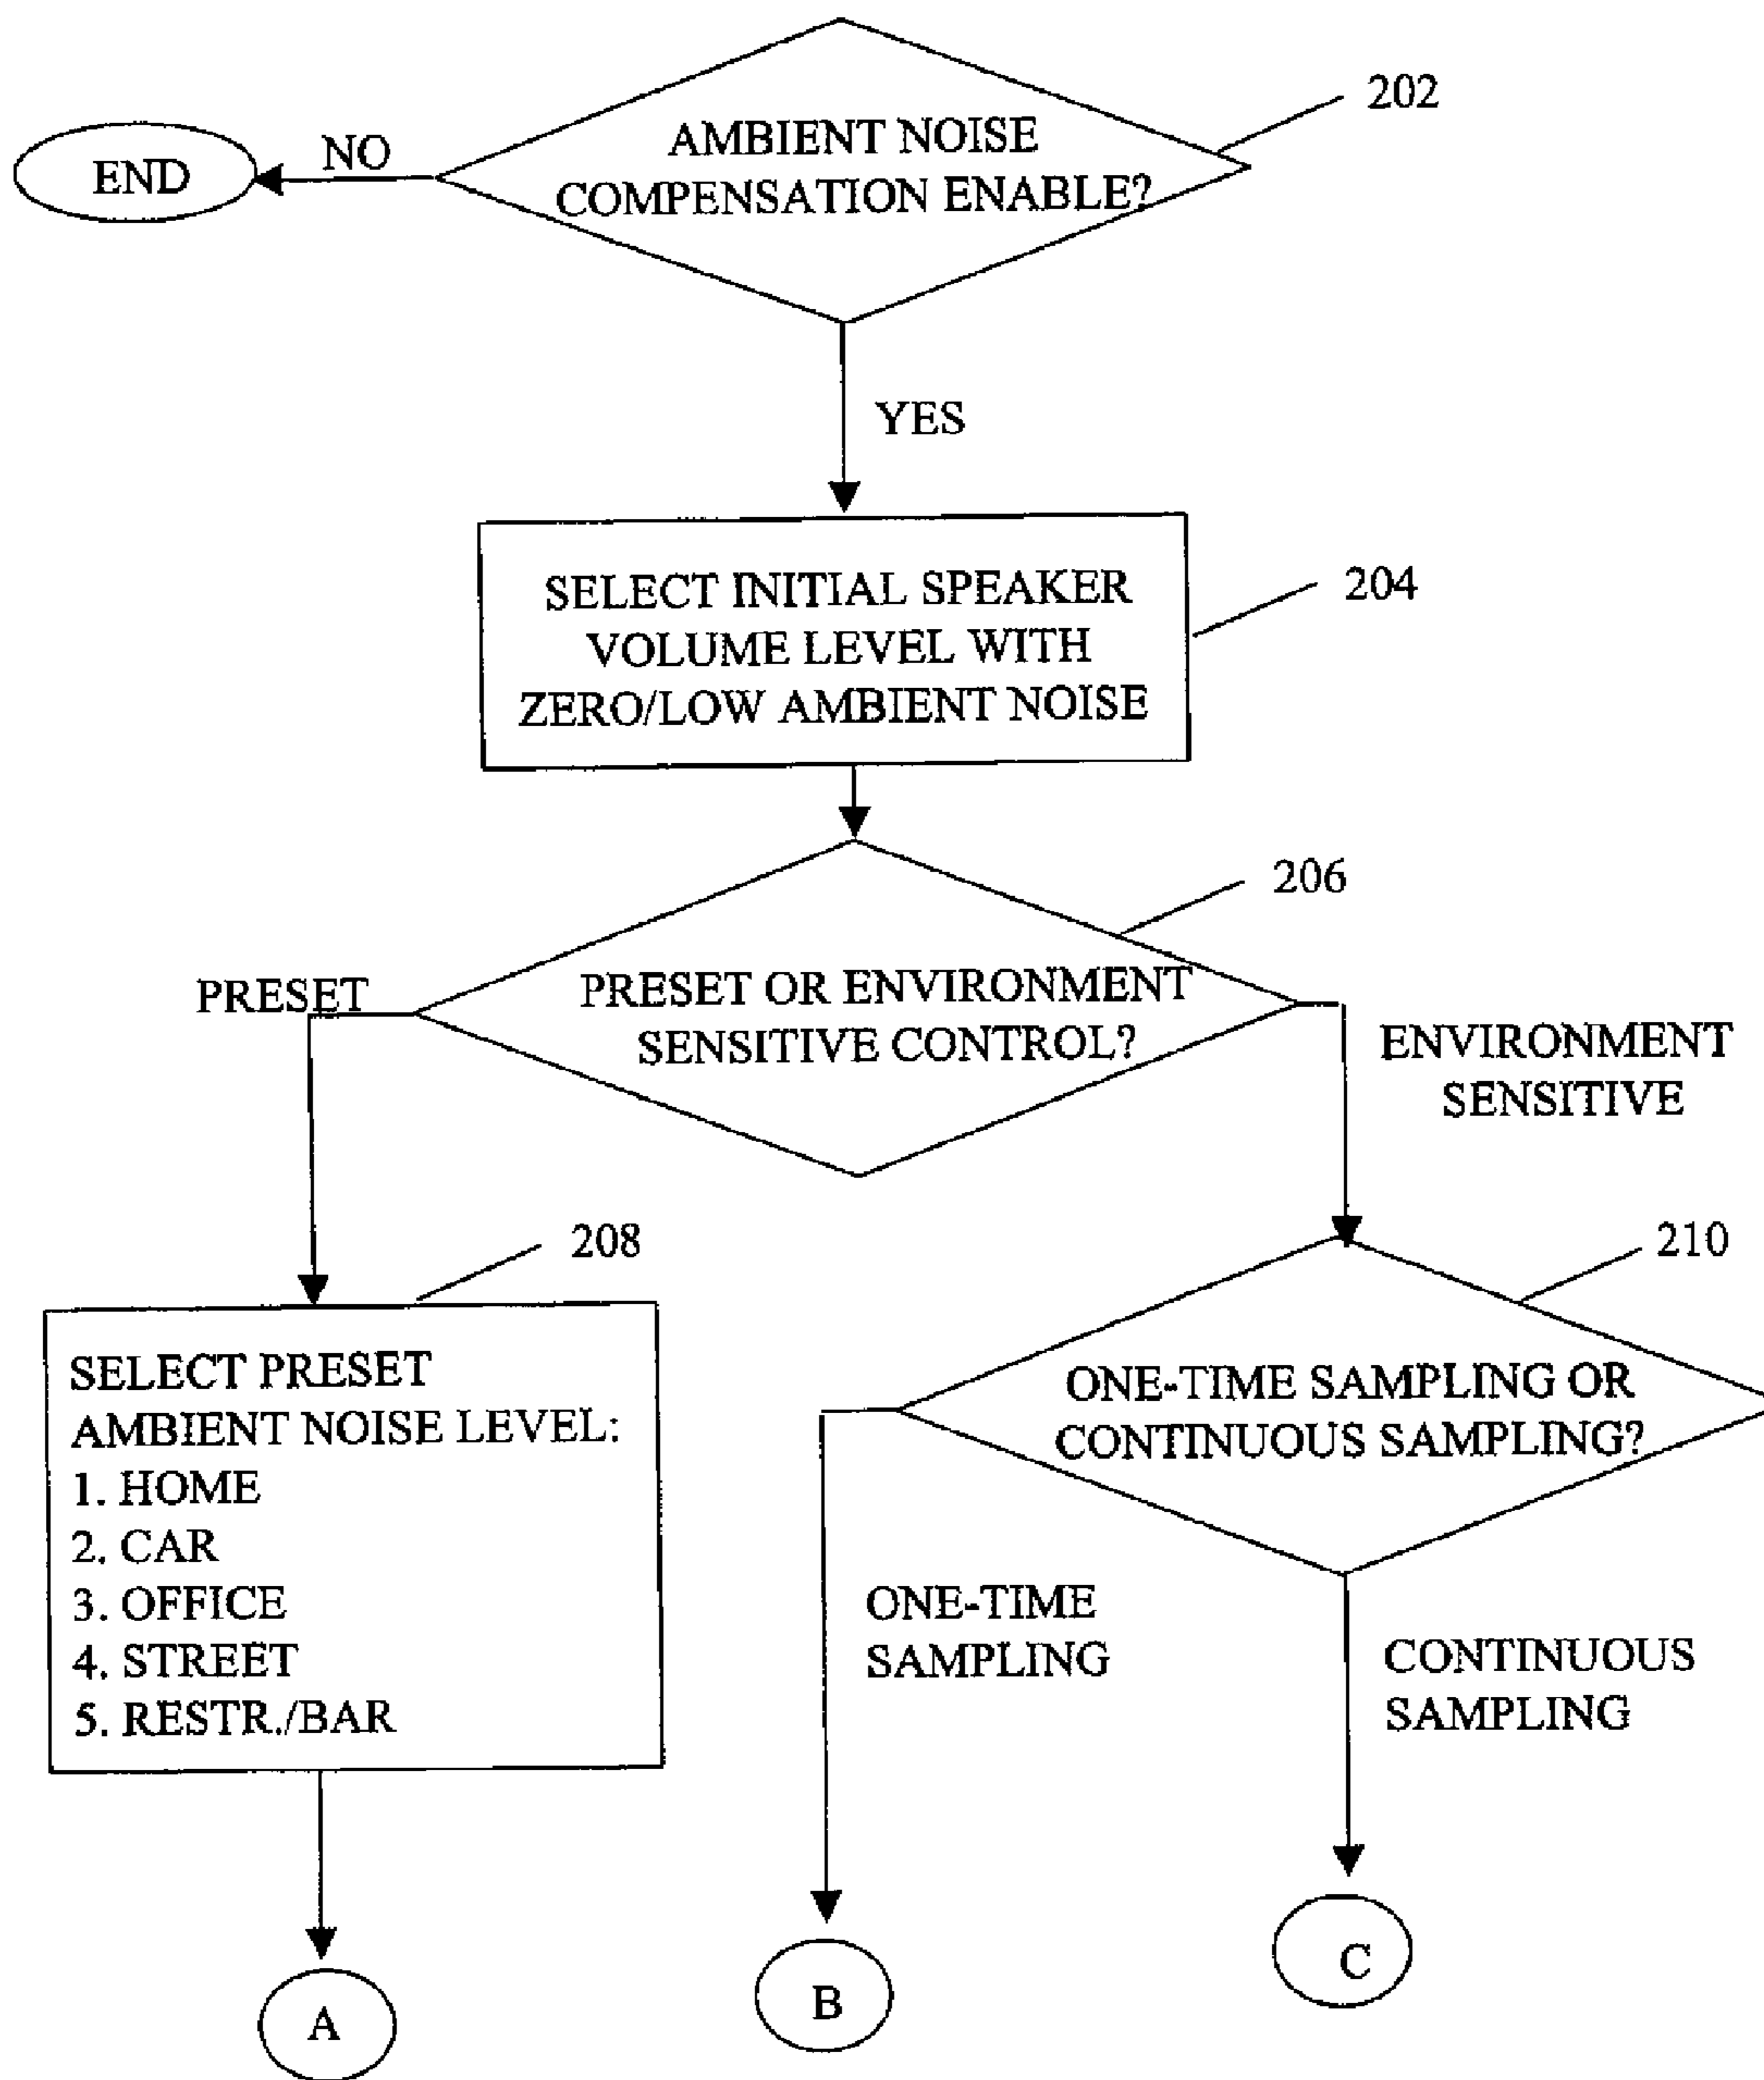 202
AMBIENT NOISE
COMPENSATION ENABLE?
NO
END
YES
SELECT INITIAL SPEAKER
VOLUME LEVEL WITH
ZERO/LOW AMBIENT NOISE
204
206
PRESET OR ENVIRONMENT
SENSITIVE CONTROL?
PRESET
ENVIRONMENT
SENSITIVE
208
210
SELECT PRESET
AMBIENT NOISE LEVEL:
1. HOME
2. CAR
3. OFFICE
4. STREET
5. RESTR./BAR
ONE-TIME SAMPLING OR
CONTINUOUS SAMPLING?
ONE-TIME
SAMPLING
CONTINUOUS
SAMPLING
A
B
C